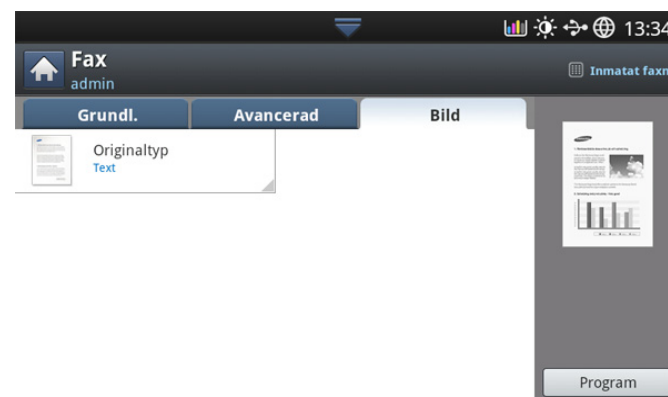 13:34
Fax
admin
Inmatat faxn
Grundl.
Avancerad
Bild
Originaltyp
Text
Program